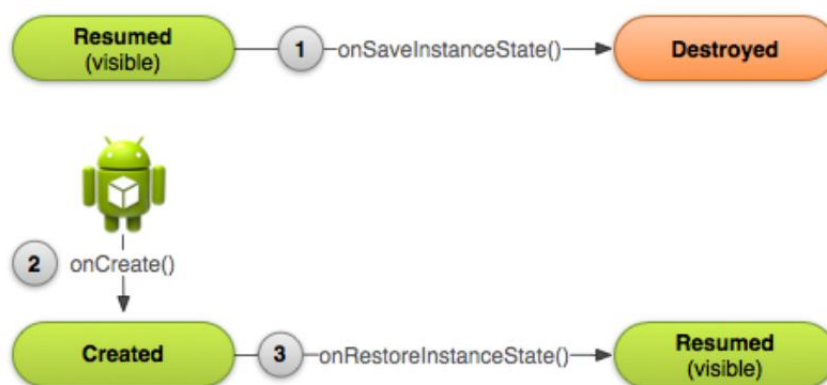 Resumed
(visible)
1
onSaveInstanceState()
Destroyed
2
onCreate()
Created
3
onRestoreInstanceState()
Resumed
(visible)